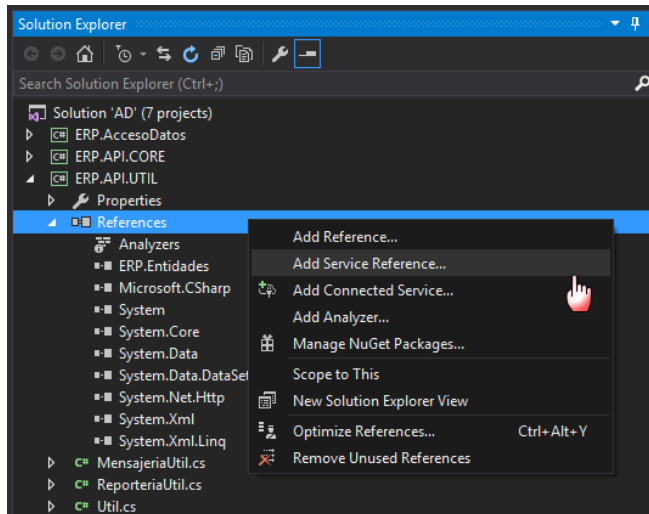 Solution Explorer
Search Solution Explorer (Ctrl+;)
Solution 'AD' (7 projects)
C# ERP.AccesoDatos
C# ERP.API.CORE
C# ERP.API.UTIL
Properties
References
Analyzers
ERP.Entidades
Microsoft.CSharp
System
System.Core
System.Data
System.Data.DataSet
System.Net.Http
System.Xml
System.Xml.Linq
C# MensajeriaUtil.cs
C# ReporteriaUtil.cs
C# Util.cs
Add Reference...
Add Service Reference...
Add Connected Service...
Add Analyzer...
Manage NuGet Packages...
Scope to This
New Solution Explorer View
Optimize References... Ctrl+Alt+Y
Remove Unused References